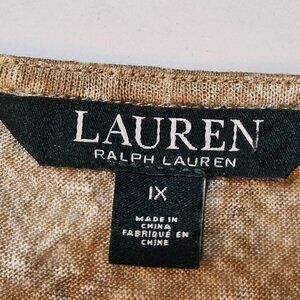 LAUREN
RALPH LAUREN
1X
MADE IN
CHINA
FABRIQUÉ EN
CHINE